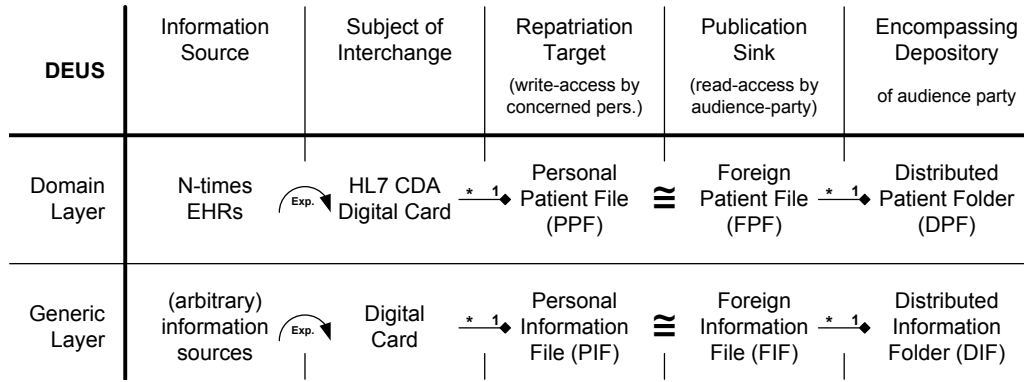 DEUS
Information
Source
Subject of
Interchange
Repatriation
Target
(write-access by
concerned pers.)
Publication
Sink
(read-access by
audience-party)
Encompassing
Depository
of audience party
Domain
Layer
N-times
EHRs
Exp.
HL7 CDA
Digital Card
* 1
Personal
Patient File
(PPF)
≅
Foreign
Patient File
(FPF)
* 1
Distributed
Patient Folder
(DPF)
Generic
Layer
(arbitrary)
information
sources
Exp.
Digital
Card
* 1
Personal
Information
File (PIF)
≅
Foreign
Information
File (FIF)
* 1
Distributed
Information
Folder (DIF)